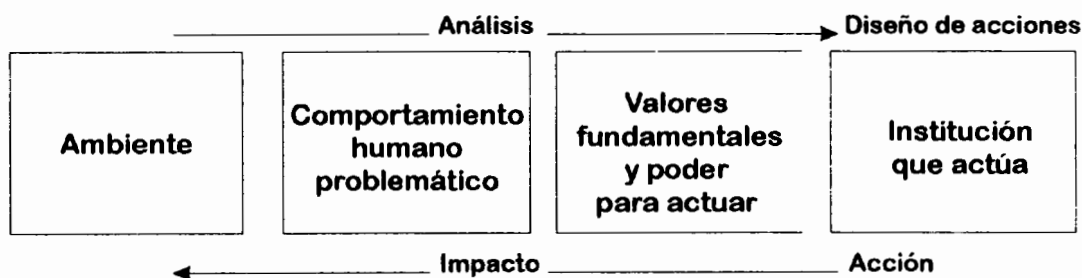 Análisis
Diseño de acciones
Ambiente
Comportamiento
humano
problemático
Valores
fundamentales
y poder
para actuar
Institución
que actúa
Impacto
Acción